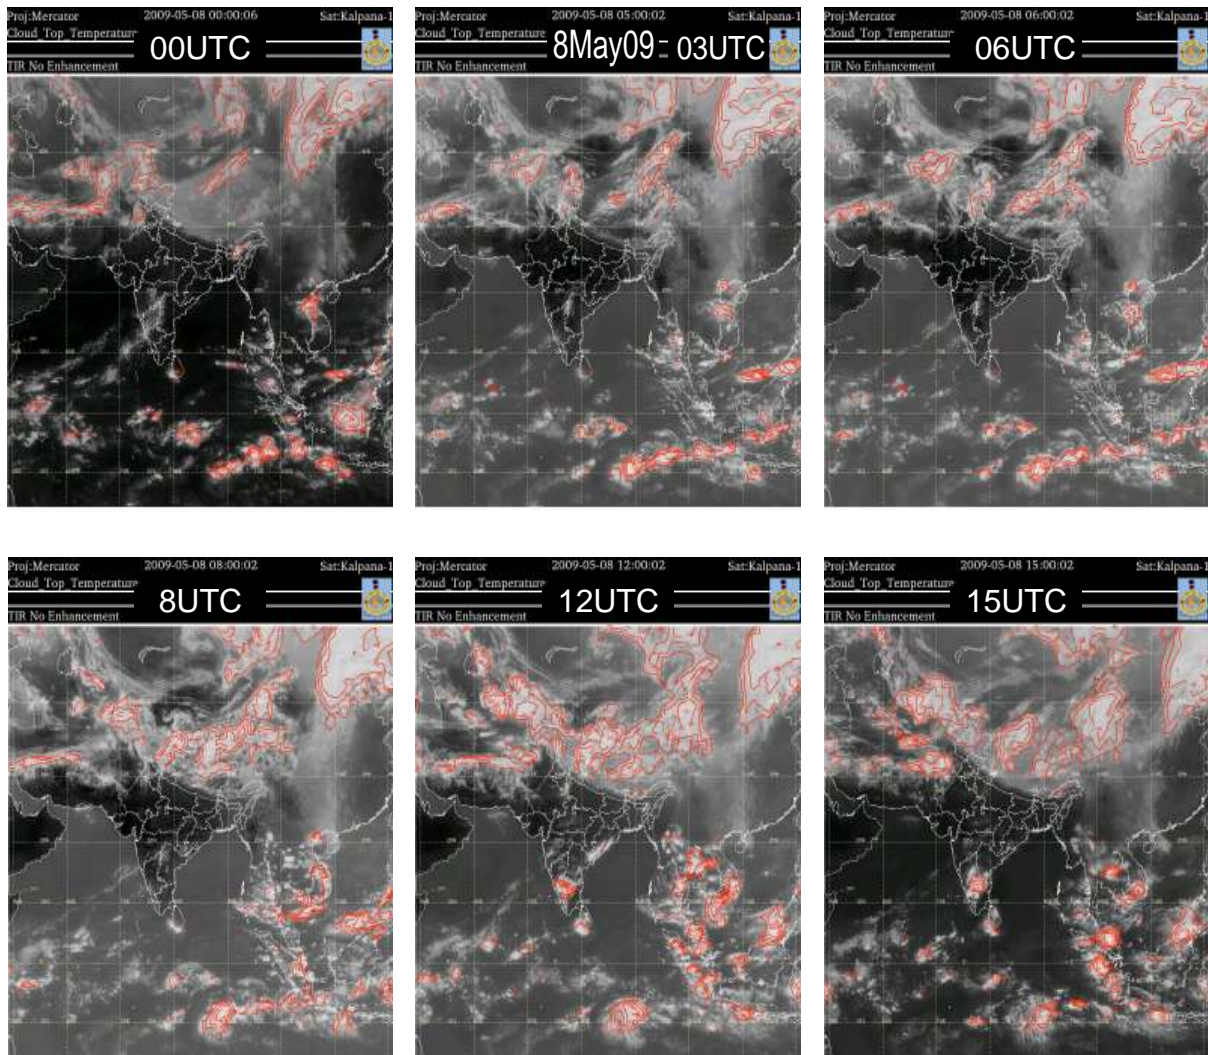 Proj:Mercator 2009-05-08 00:00:06 Sat:Kalpana-1
Cloud_Top_Temperature
00UTC
TIR No Enhancement
Proj:Mercator 2009-05-08 05:00:02 Sat:Kalpana-1
Cloud_Top_Temperature
8May09 03UTC
TIR No Enhancement
Proj:Mercator 2009-05-08 06:00:02 Sat:Kalpana-1
Cloud_Top_Temperature
06UTC
TIR No Enhancement
Proj:Mercator 2009-05-08 08:00:02 Sat:Kalpana-1
Cloud_Top_Temperature
8UTC
TIR No Enhancement
Proj:Mercator 2009-05-08 12:00:02 Sat:Kalpana-1
Cloud_Top_Temperature
12UTC
TIR No Enhancement
Proj:Mercator 2009-05-08 15:00:02 Sat:Kalpana-1
Cloud_Top_Temperature
15UTC
TIR No Enhancement